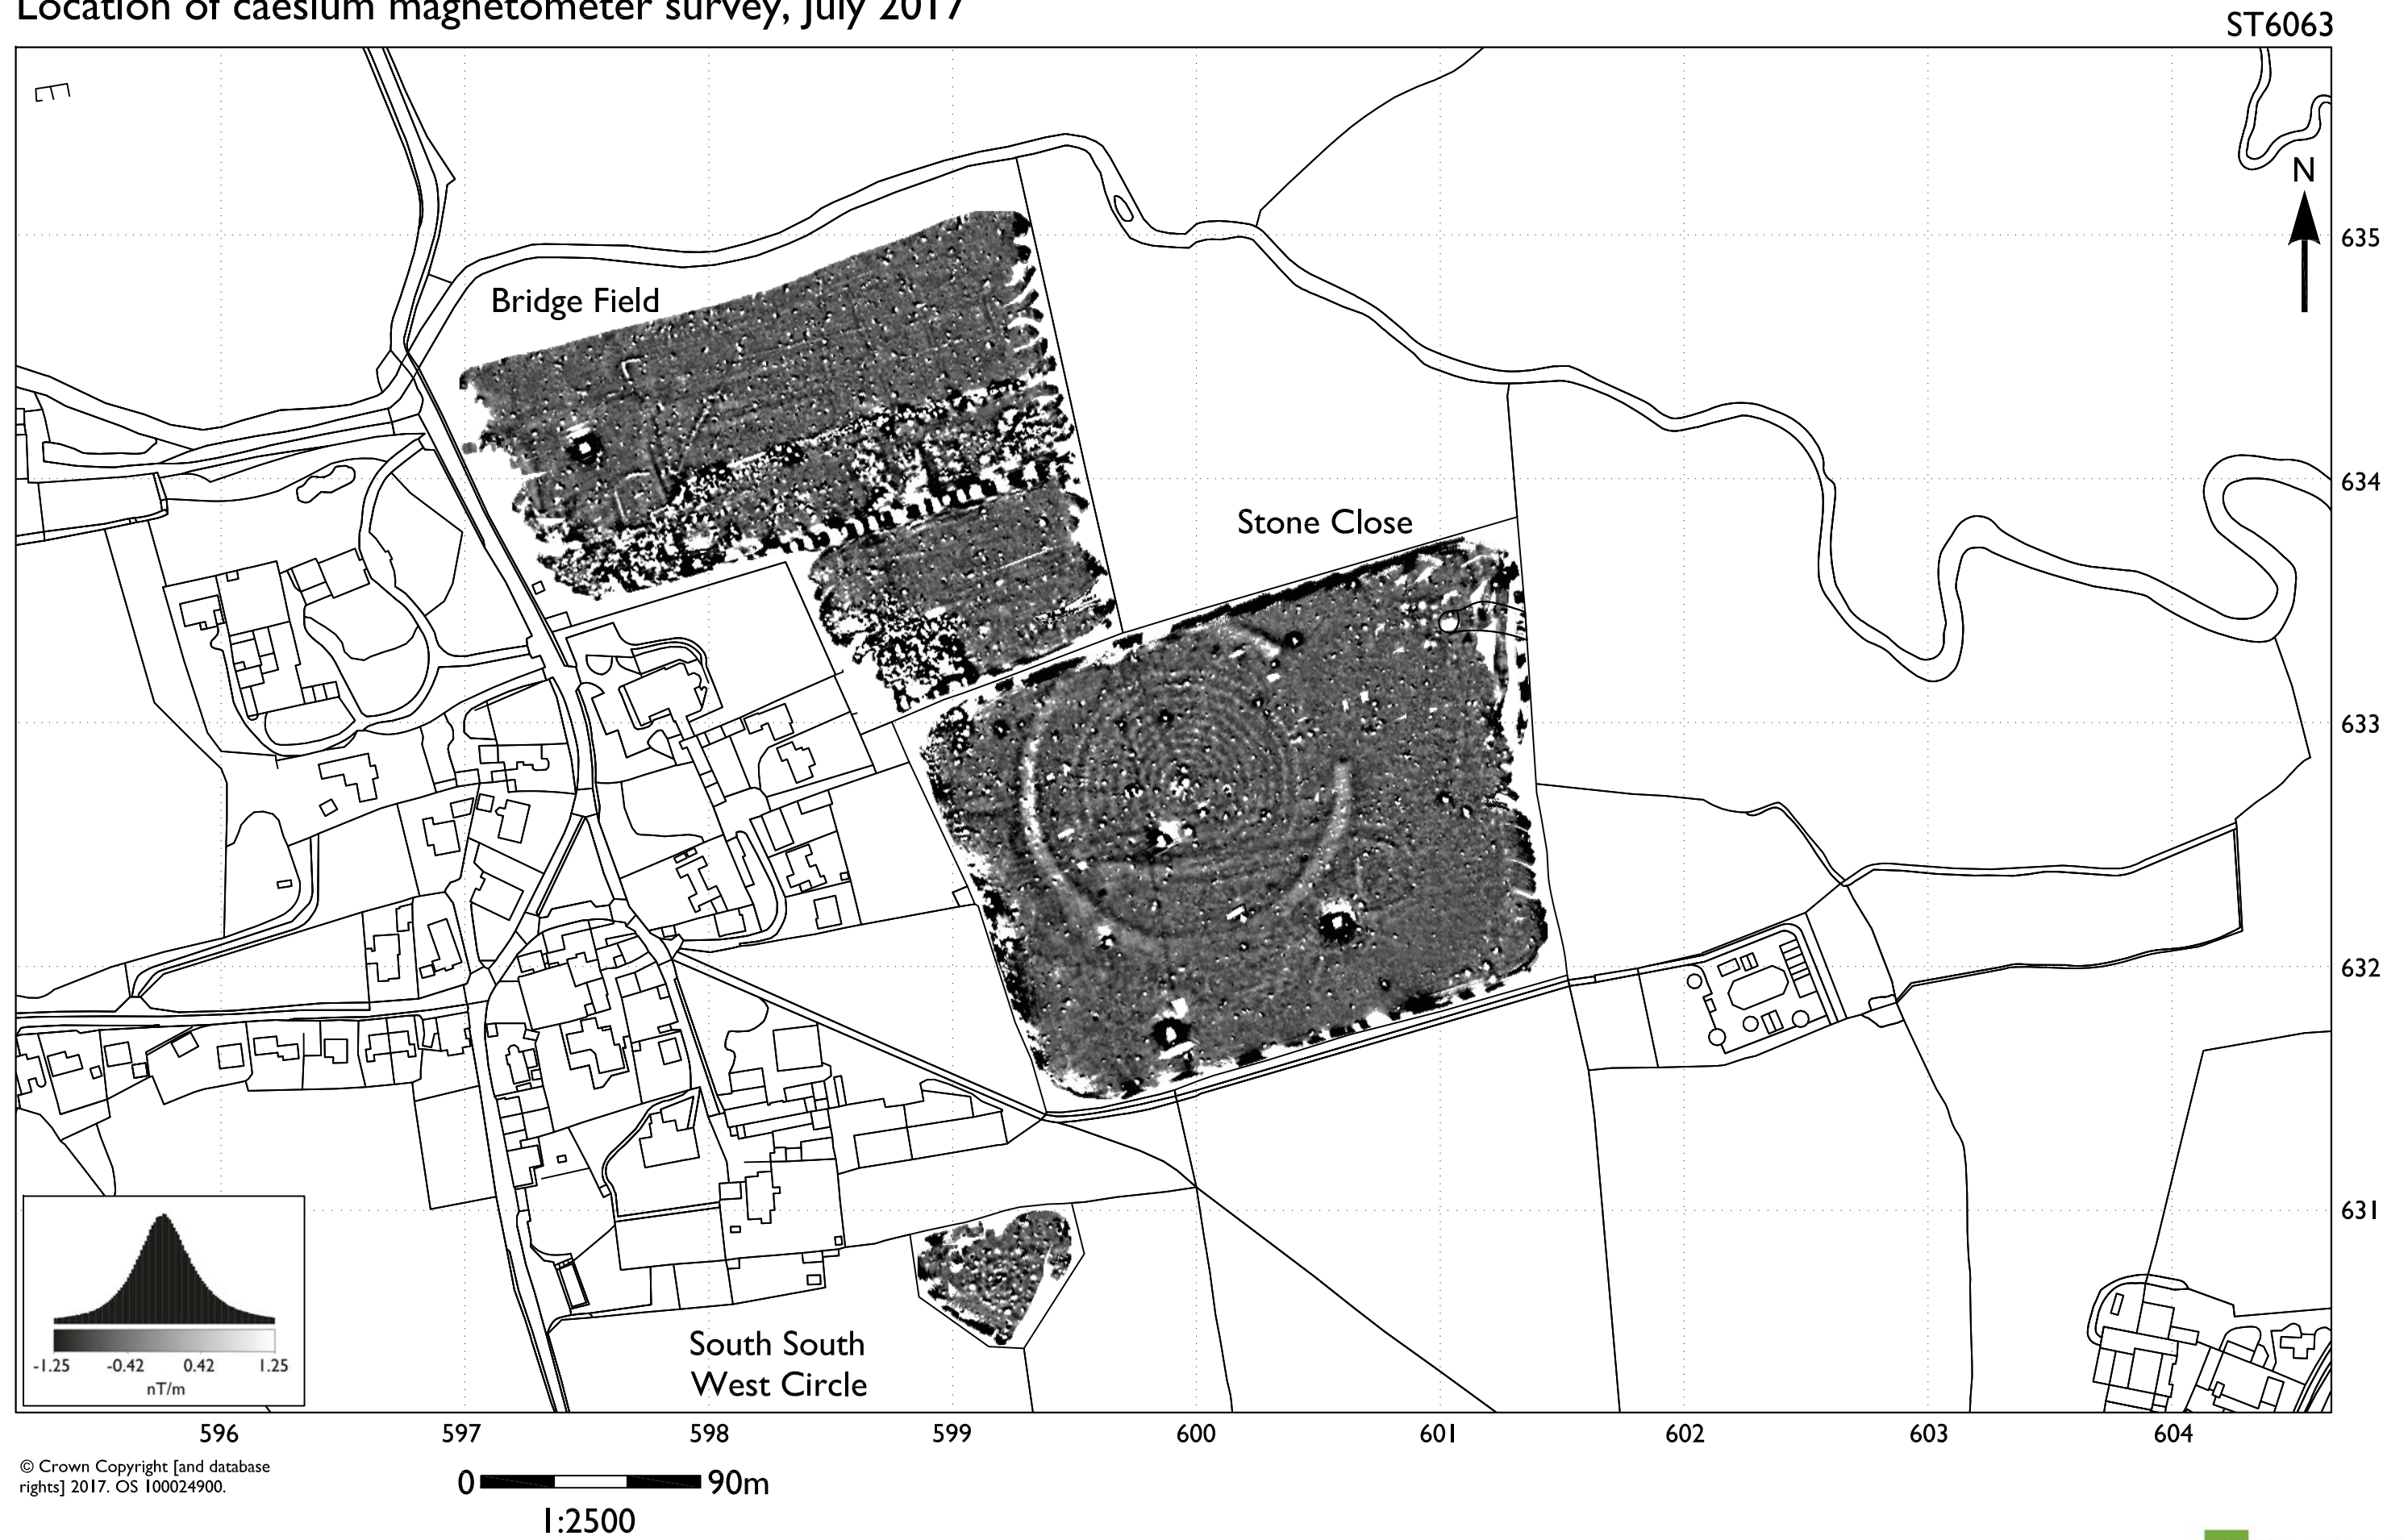 Location of caesium magnetometer survey, July 2017
ST6063
N
635
Bridge Field
634
Stone Close
633
632
631
-1.25 -0.42 0.42 1.25
nT/m
South South
West Circle
596 597 598 599 600 601 602 603 604
© Crown Copyright [and database
rights] 2017. OS 100024900.
0 90m
1:2500